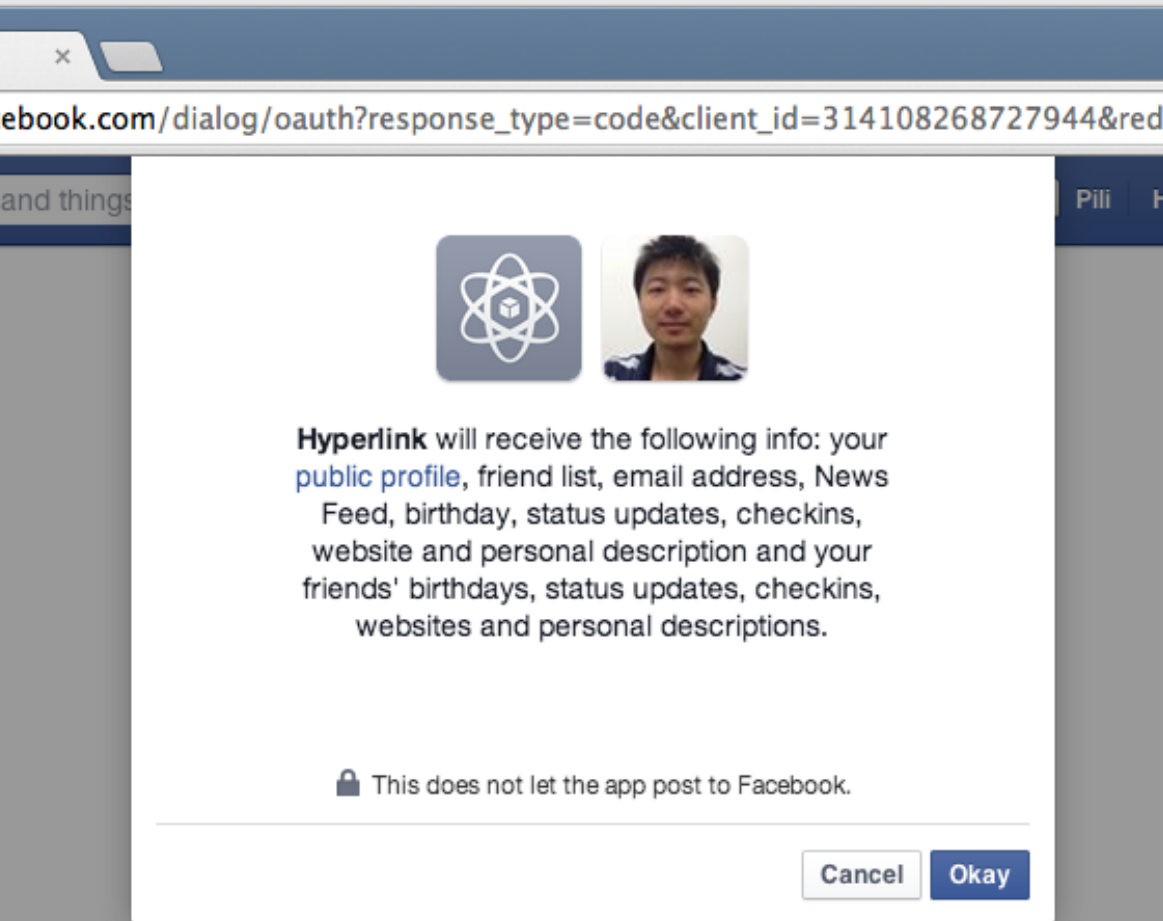 ebook.com/dialog/oauth?response_type=code&client_id=314108268727944&red
and things
Pili
H
Hyperlink will receive the following info: your
public profile, friend list, email address, News
Feed, birthday, status updates, checkins,
website and personal description and your
friends' birthdays, status updates, checkins,
websites and personal descriptions.
This does not let the app post to Facebook.
Cancel
Okay